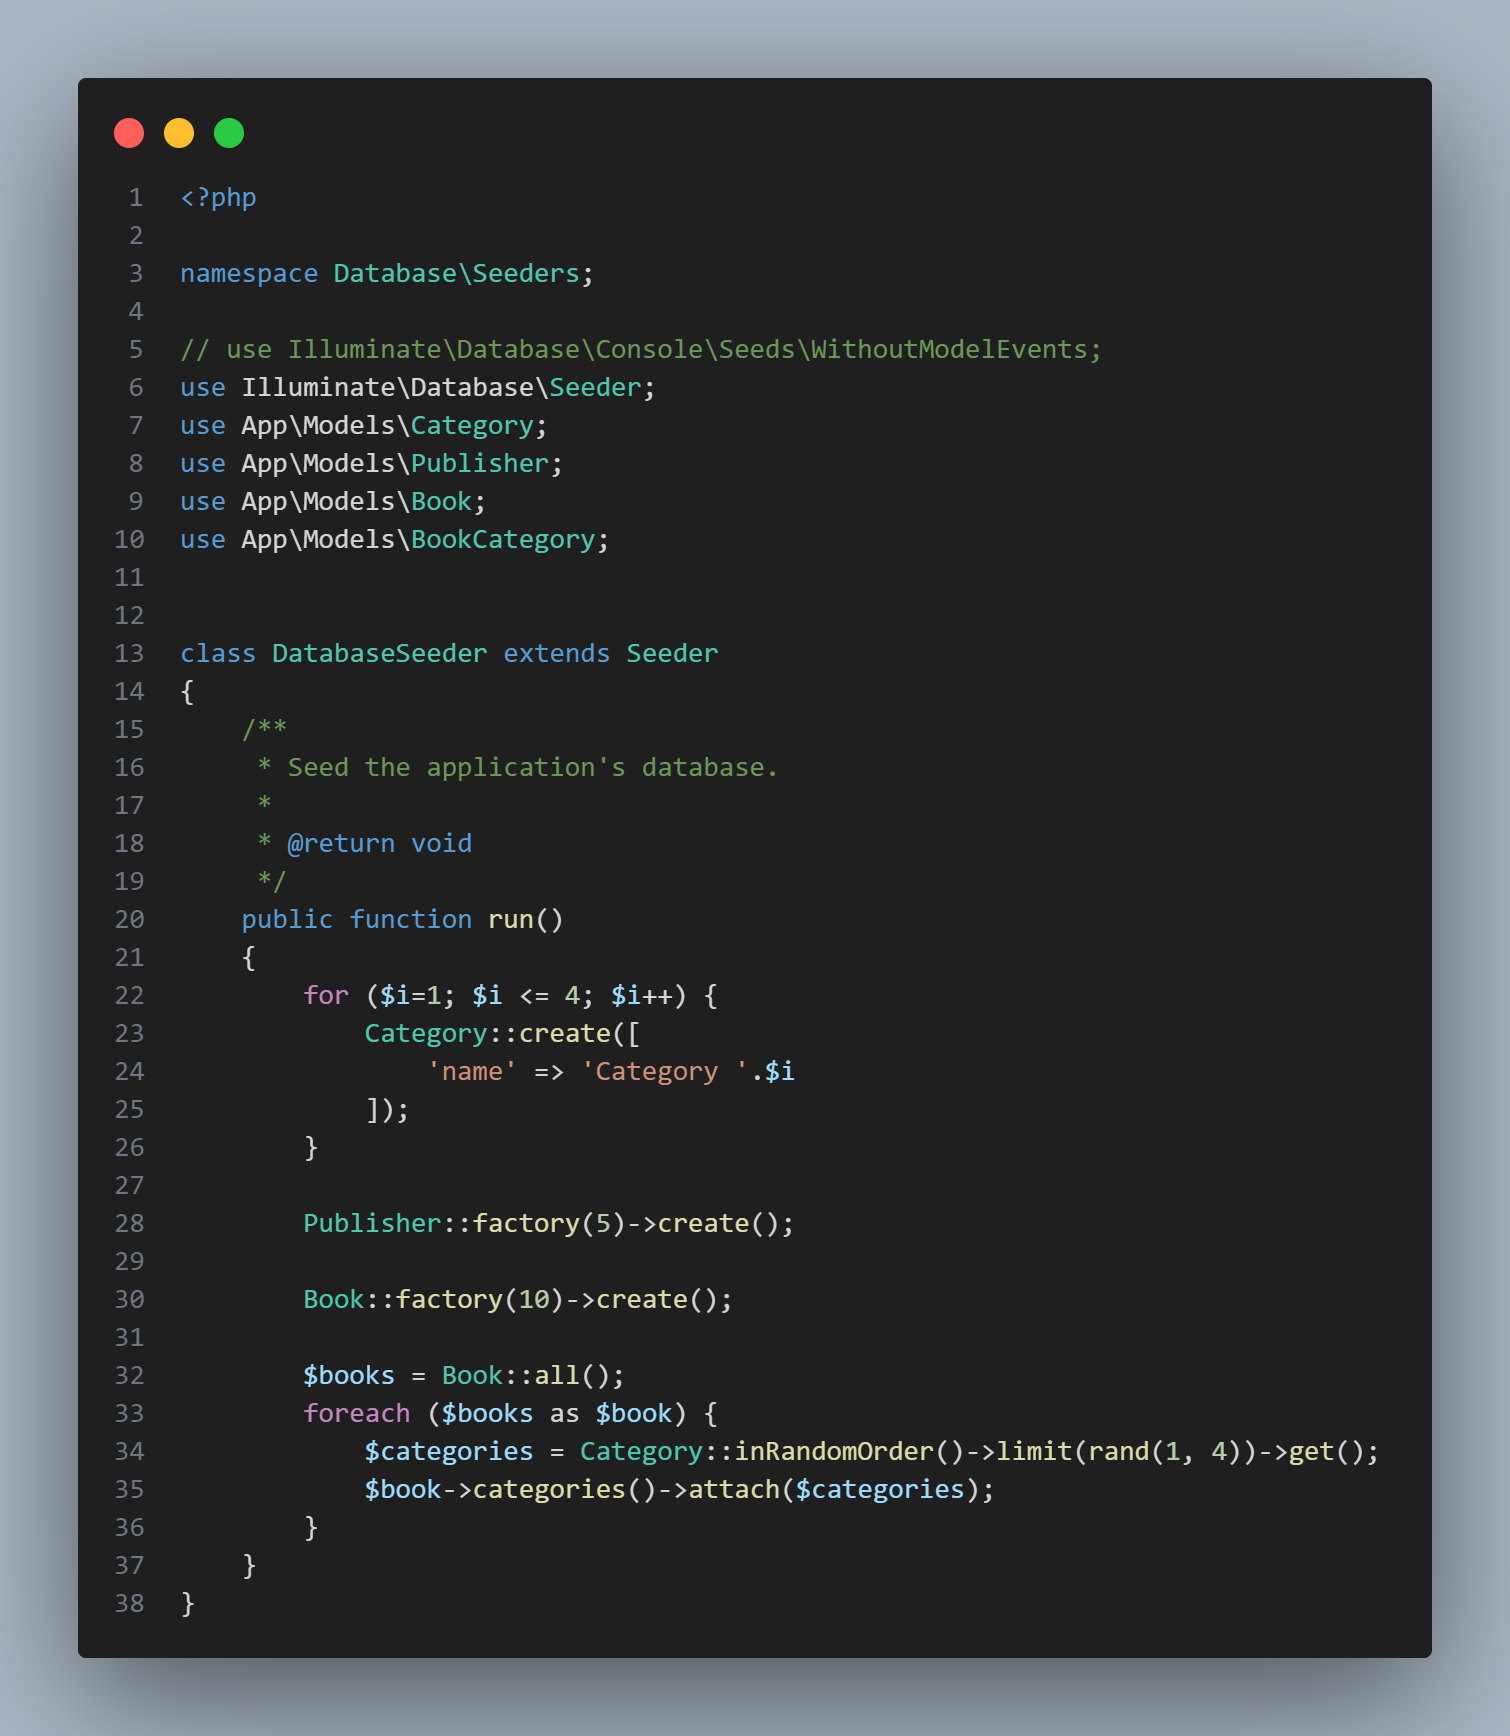 1 <?php
2
3 namespace Database\Seeders;
4
5 // use Illuminate\Database\Console\Seeds\WithoutModelEvents;
6 use Illuminate\Database\Seeder;
7 use App\Models\Category;
8 use App\Models\Publisher;
9 use App\Models\Book;
10 use App\Models\BookCategory;
11
12
13 class DatabaseSeeder extends Seeder
14 {
15     /**
16      * Seed the application's database.
17      *
18      * @return void
19      */
20     public function run()
21     {
22         for ($i=1; $i <= 4; $i++) {
23             Category::create([
24                 'name' => 'Category '.$i
25             ]);
26         }
27
28         Publisher::factory(5)->create();
29
30         Book::factory(10)->create();
31
32         $books = Book::all();
33         foreach ($books as $book) {
34             $categories = Category::inRandomOrder()->limit(rand(1, 4))->get();
35             $book->categories()->attach($categories);
36         }
37     }
38 }